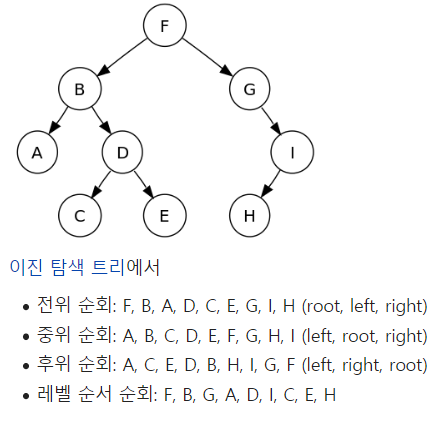 F
B G
A D I
C E H
이진 탐색 트리에서
• 전위 순회: F, B, A, D, C, E, G, I, H (root, left, right)
• 중위 순회: A, B, C, D, E, F, G, H, I (left, root, right)
• 후위 순회: A, C, E, D, B, H, I, G, F (left, right, root)
• 레벨 순서 순회: F, B, G, A, D, I, C, E, H